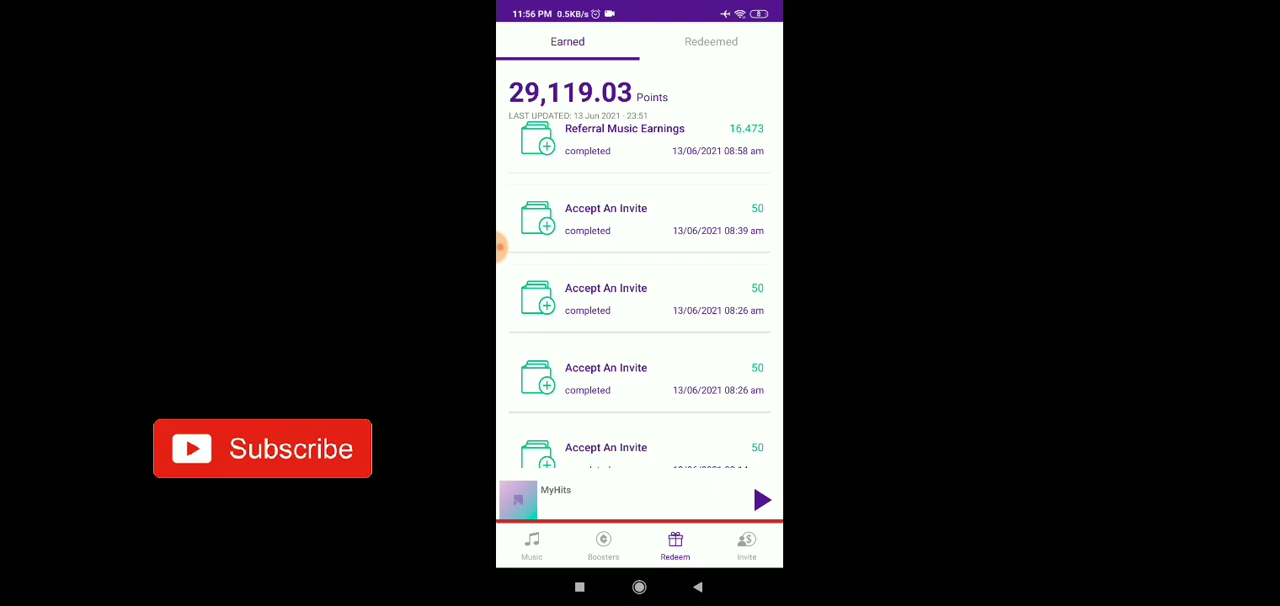 11:56 PM 0.5KB/s
8
Earned Redeemed
29,119.03 Points
LAST UPDATED: 13 Jun 2021 - 23:51
Referral Music Earnings 16.473
completed 13/06/2021 08:58 am
Accept An Invite 50
completed 13/06/2021 08:39 am
Accept An Invite 50
completed 13/06/2021 08:26 am
Accept An Invite 50
completed 13/06/2021 08:26 am
Accept An Invite 50
Subscribe
MyHits
Music Boosters Redeem Invite